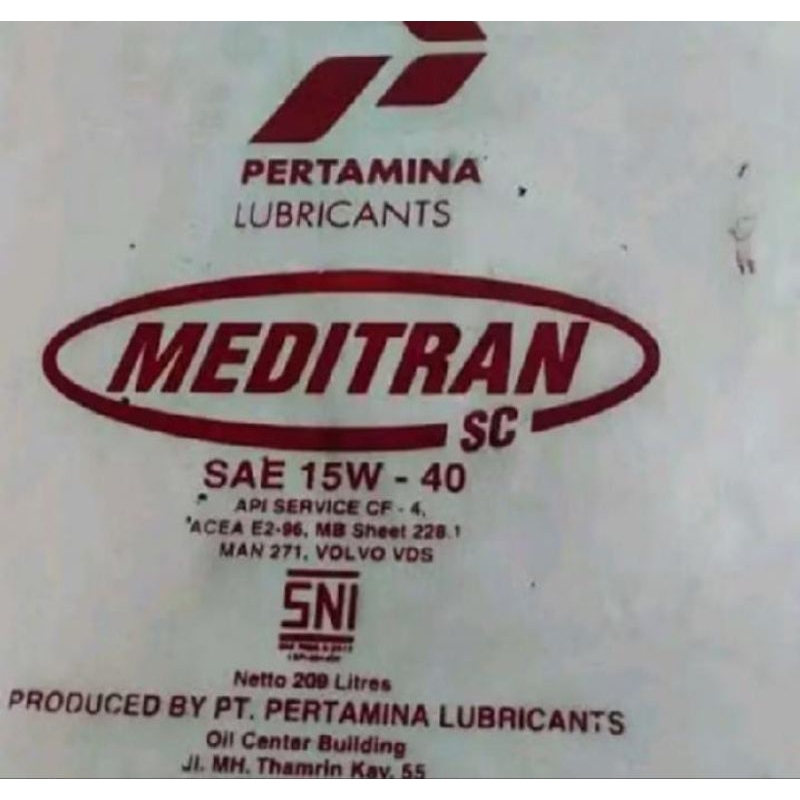 PERTAMINA
LUBRICANTS
MEDITRAN
SC
SAE 15W - 40
API SERVICE CF - 4,
ACEA E2-96, MB Sheet 228.1
MAN 271, VOLVO VDS
SNI
Netto 209 Litres
PRODUCED BY PT. PERTAMINA LUBRICANTS
Oil Center Building
Jl. MH. Thamrin Kav. 55